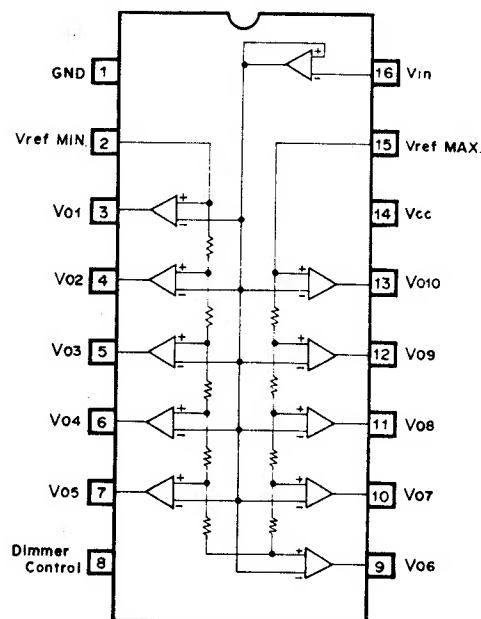 GND 1
Vref MIN. 2
VO1 3
VO2 4
VO3 5
VO4 6
VO5 7
Dimmer
Control 8
16 Vin
15 Vref MAX.
14 Vcc
13 VO10
12 VO9
11 VO8
10 VO7
9 VO6
+
-
+
-
+
-
+
-
+
-
+
-
+
-
+
-
+
-
+
-
+
-